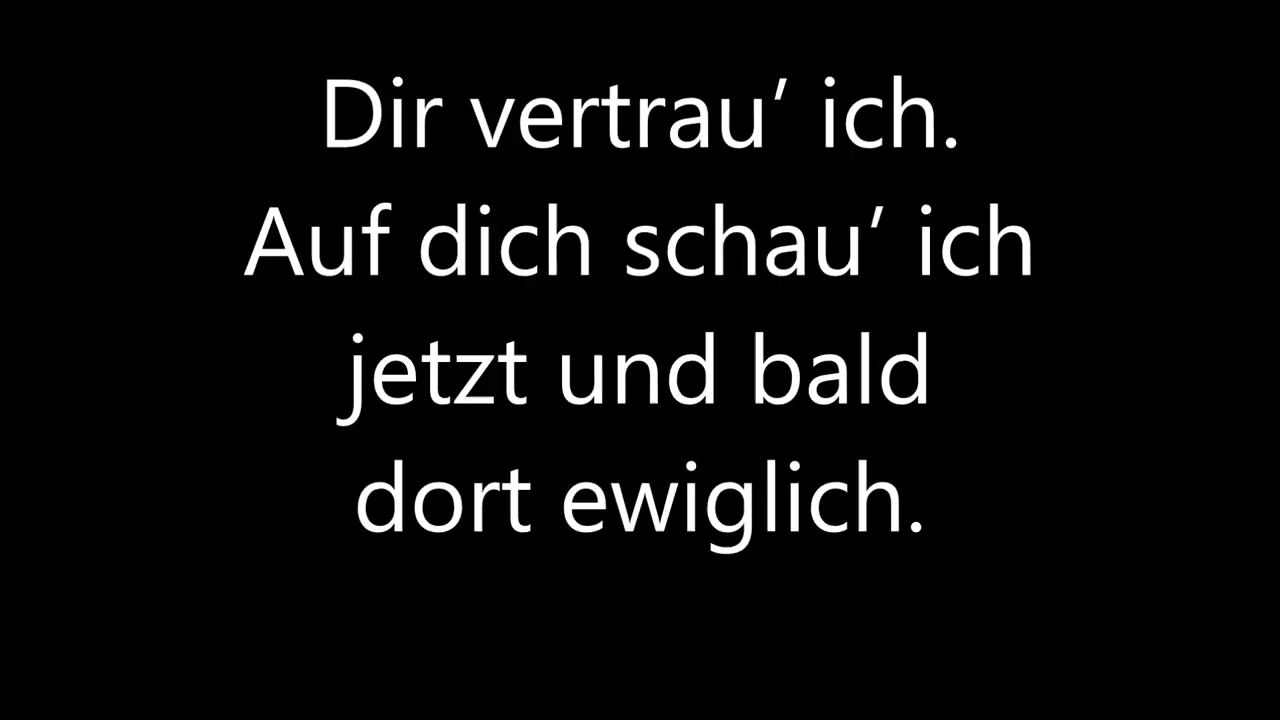 Dir vertrau’ ich.
Auf dich schau’ ich
jetzt und bald
dort ewiglich.